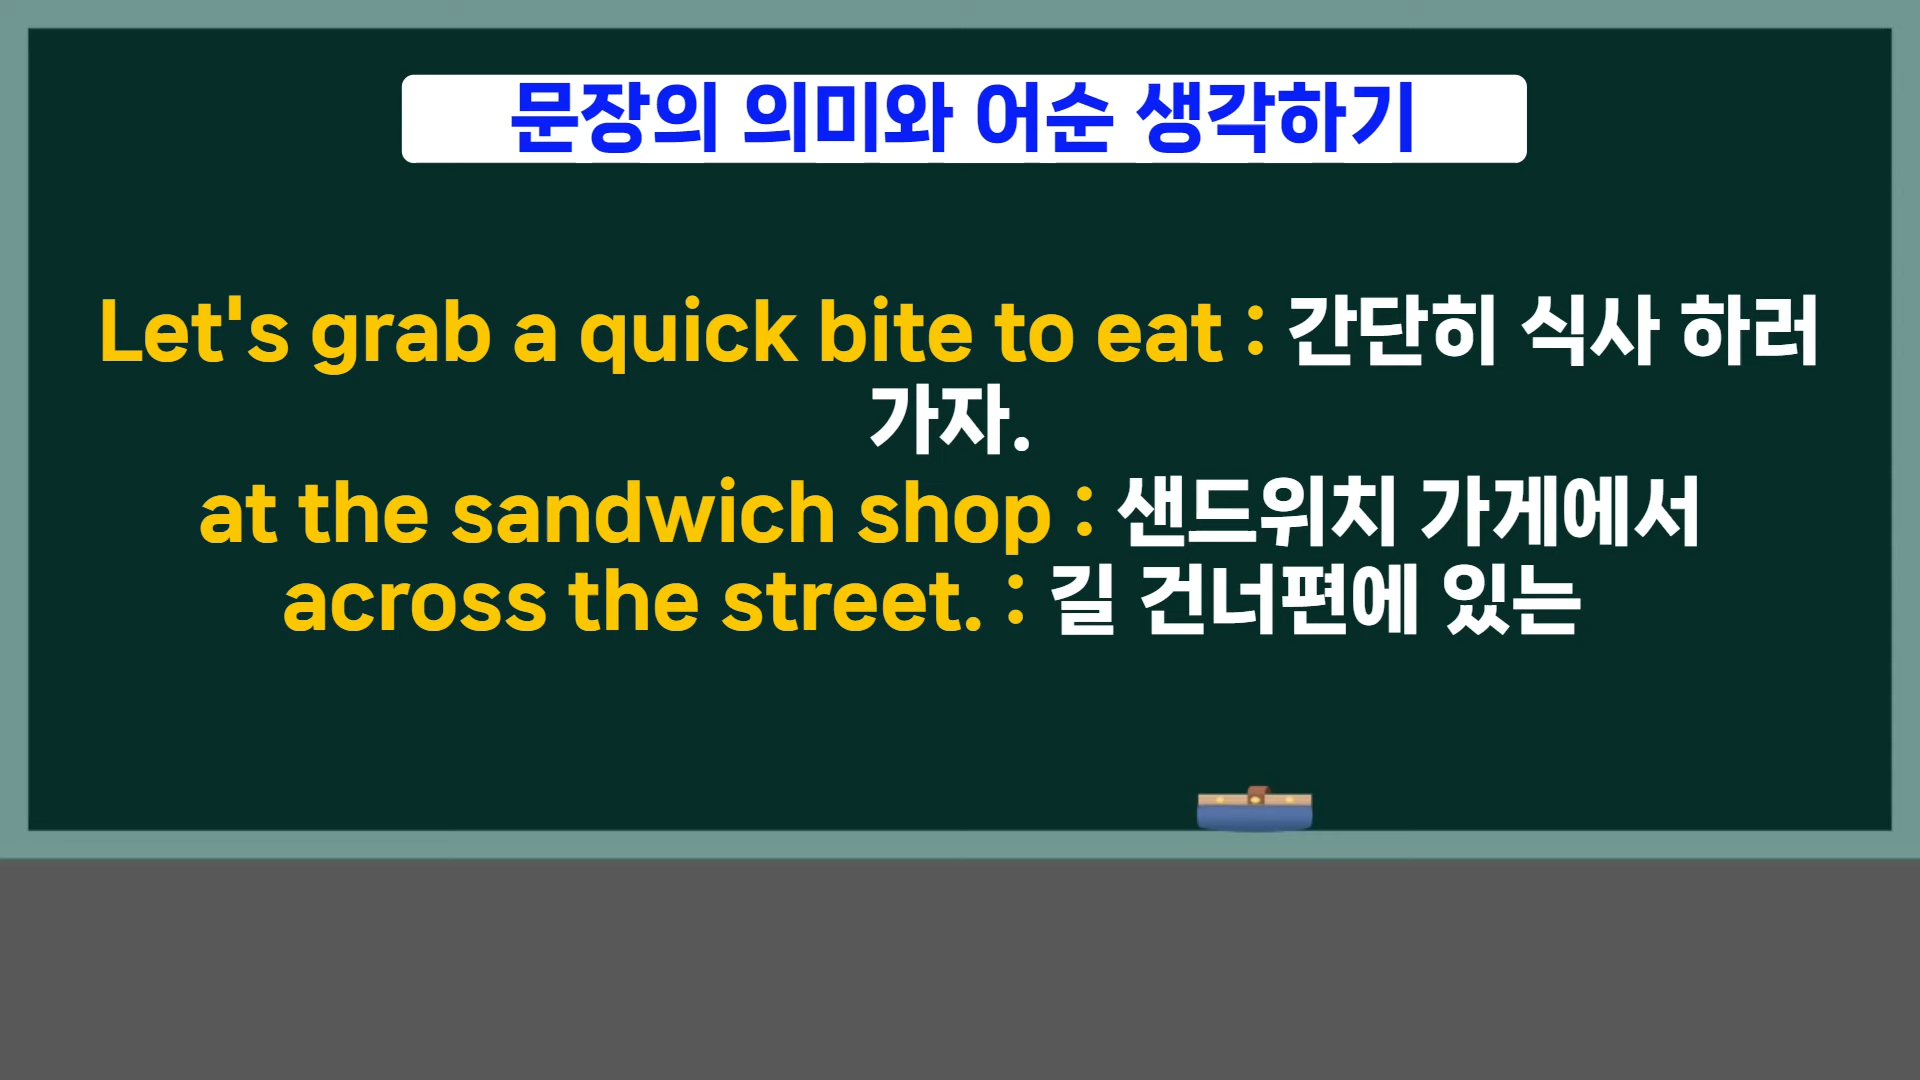 문장의 의미와 어순 생각하기
Let's grab a quick bite to eat : 간단히 식사 하러
가자.
at the sandwich shop : 샌드위치 가게에서
across the street. : 길 건너편에 있는